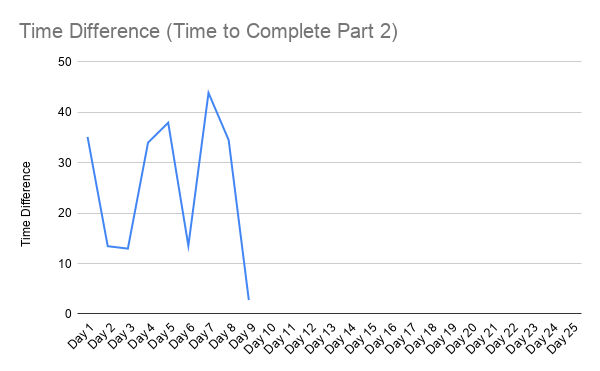 Time Difference (Time to Complete Part 2)
Time Difference
50
40
30
20
10
0
Day 1
Day 2
Day 3
Day 4
Day 5
Day 6
Day 7
Day 8
Day 9
Day 10
Day 11
Day 12
Day 13
Day 14
Day 15
Day 16
Day 17
Day 18
Day 19
Day 20
Day 21
Day 22
Day 23
Day 24
Day 25